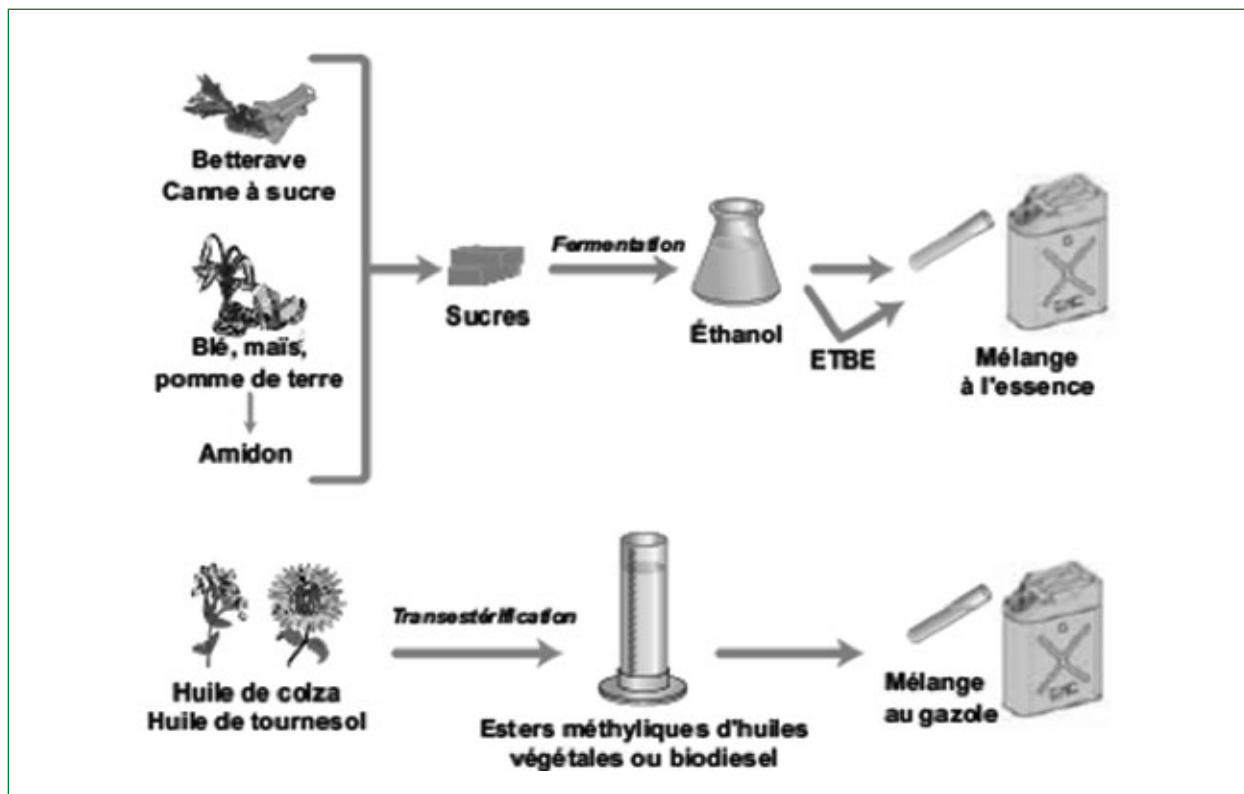 Betterave
Canne à sucre
Blé, maïs,
pomme de terre
Amidon
Sucres
Fermentation
Éthanol
ETBE
Mélange
à l'essence
Huile de colza
Huile de tournesol
Transestérification
Esters méthyliques d'huiles
végétales ou biodiesel
Mélange
au gazole